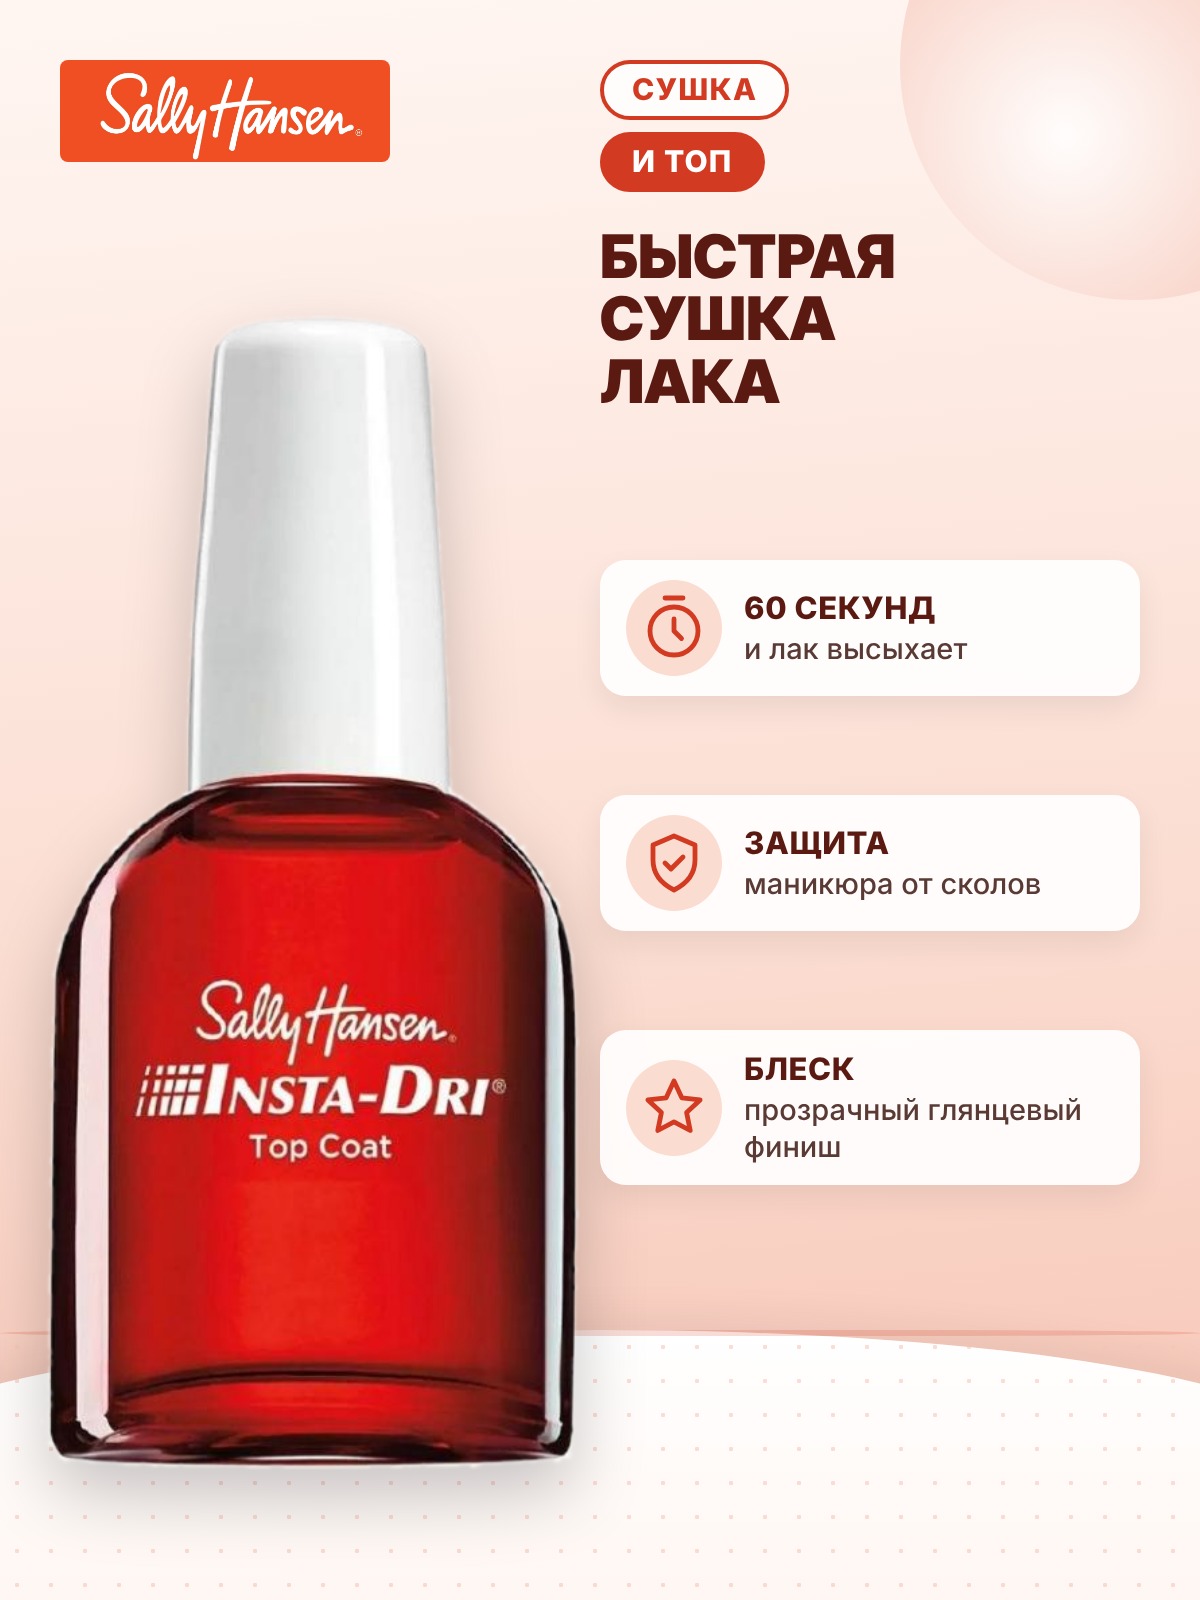 Sally Hansen®
СУШКА
И ТОП
БЫСТРАЯ
СУШКА
ЛАКА
60 СЕКУНД
и лак высыхает
ЗАЩИТА
маникюра от сколов
БЛЕСК
прозрачный глянцевый
финиш
Sally Hansen®
INSTA-DRI®
Top Coat